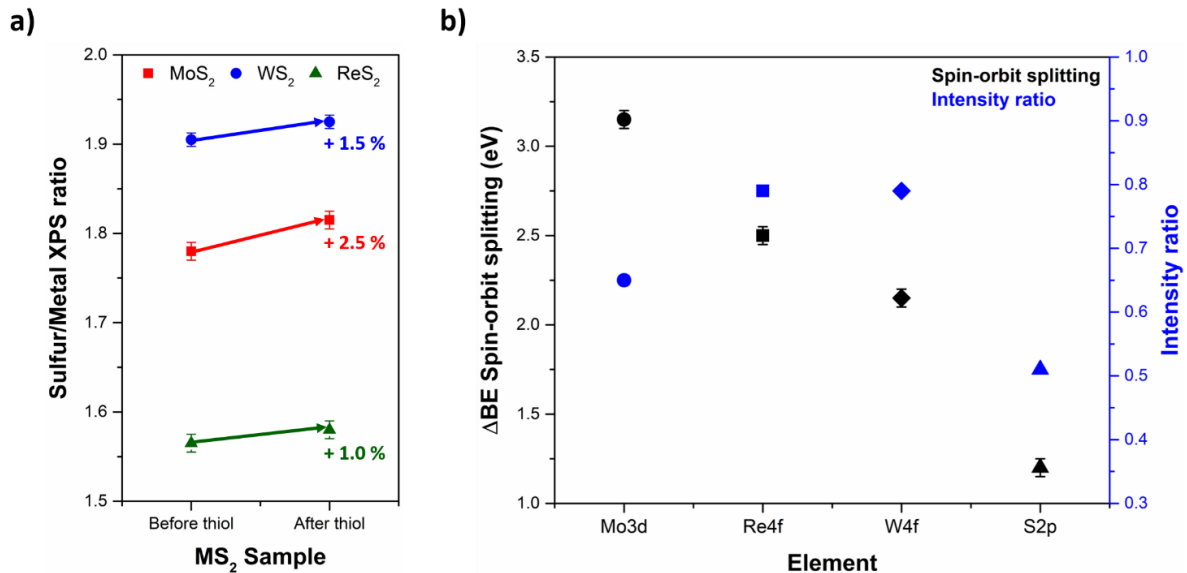 a)
Sulfur/Metal XPS ratio
2.0
1.9
1.8
1.7
1.6
1.5
MoS₂ WS₂ ReS₂
+ 1.5 %
+ 2.5 %
+ 1.0 %
Before thiol After thiol
MS₂ Sample
b)
ΔBE Spin-orbit splitting (eV)
3.5
3.0
2.5
2.0
1.5
1.0
Spin-orbit splitting
Intensity ratio
1.0
0.9
0.8
0.7
0.6
0.5
0.4
0.3
Intensity ratio
Mo3d Re4f W4f S2p
Element